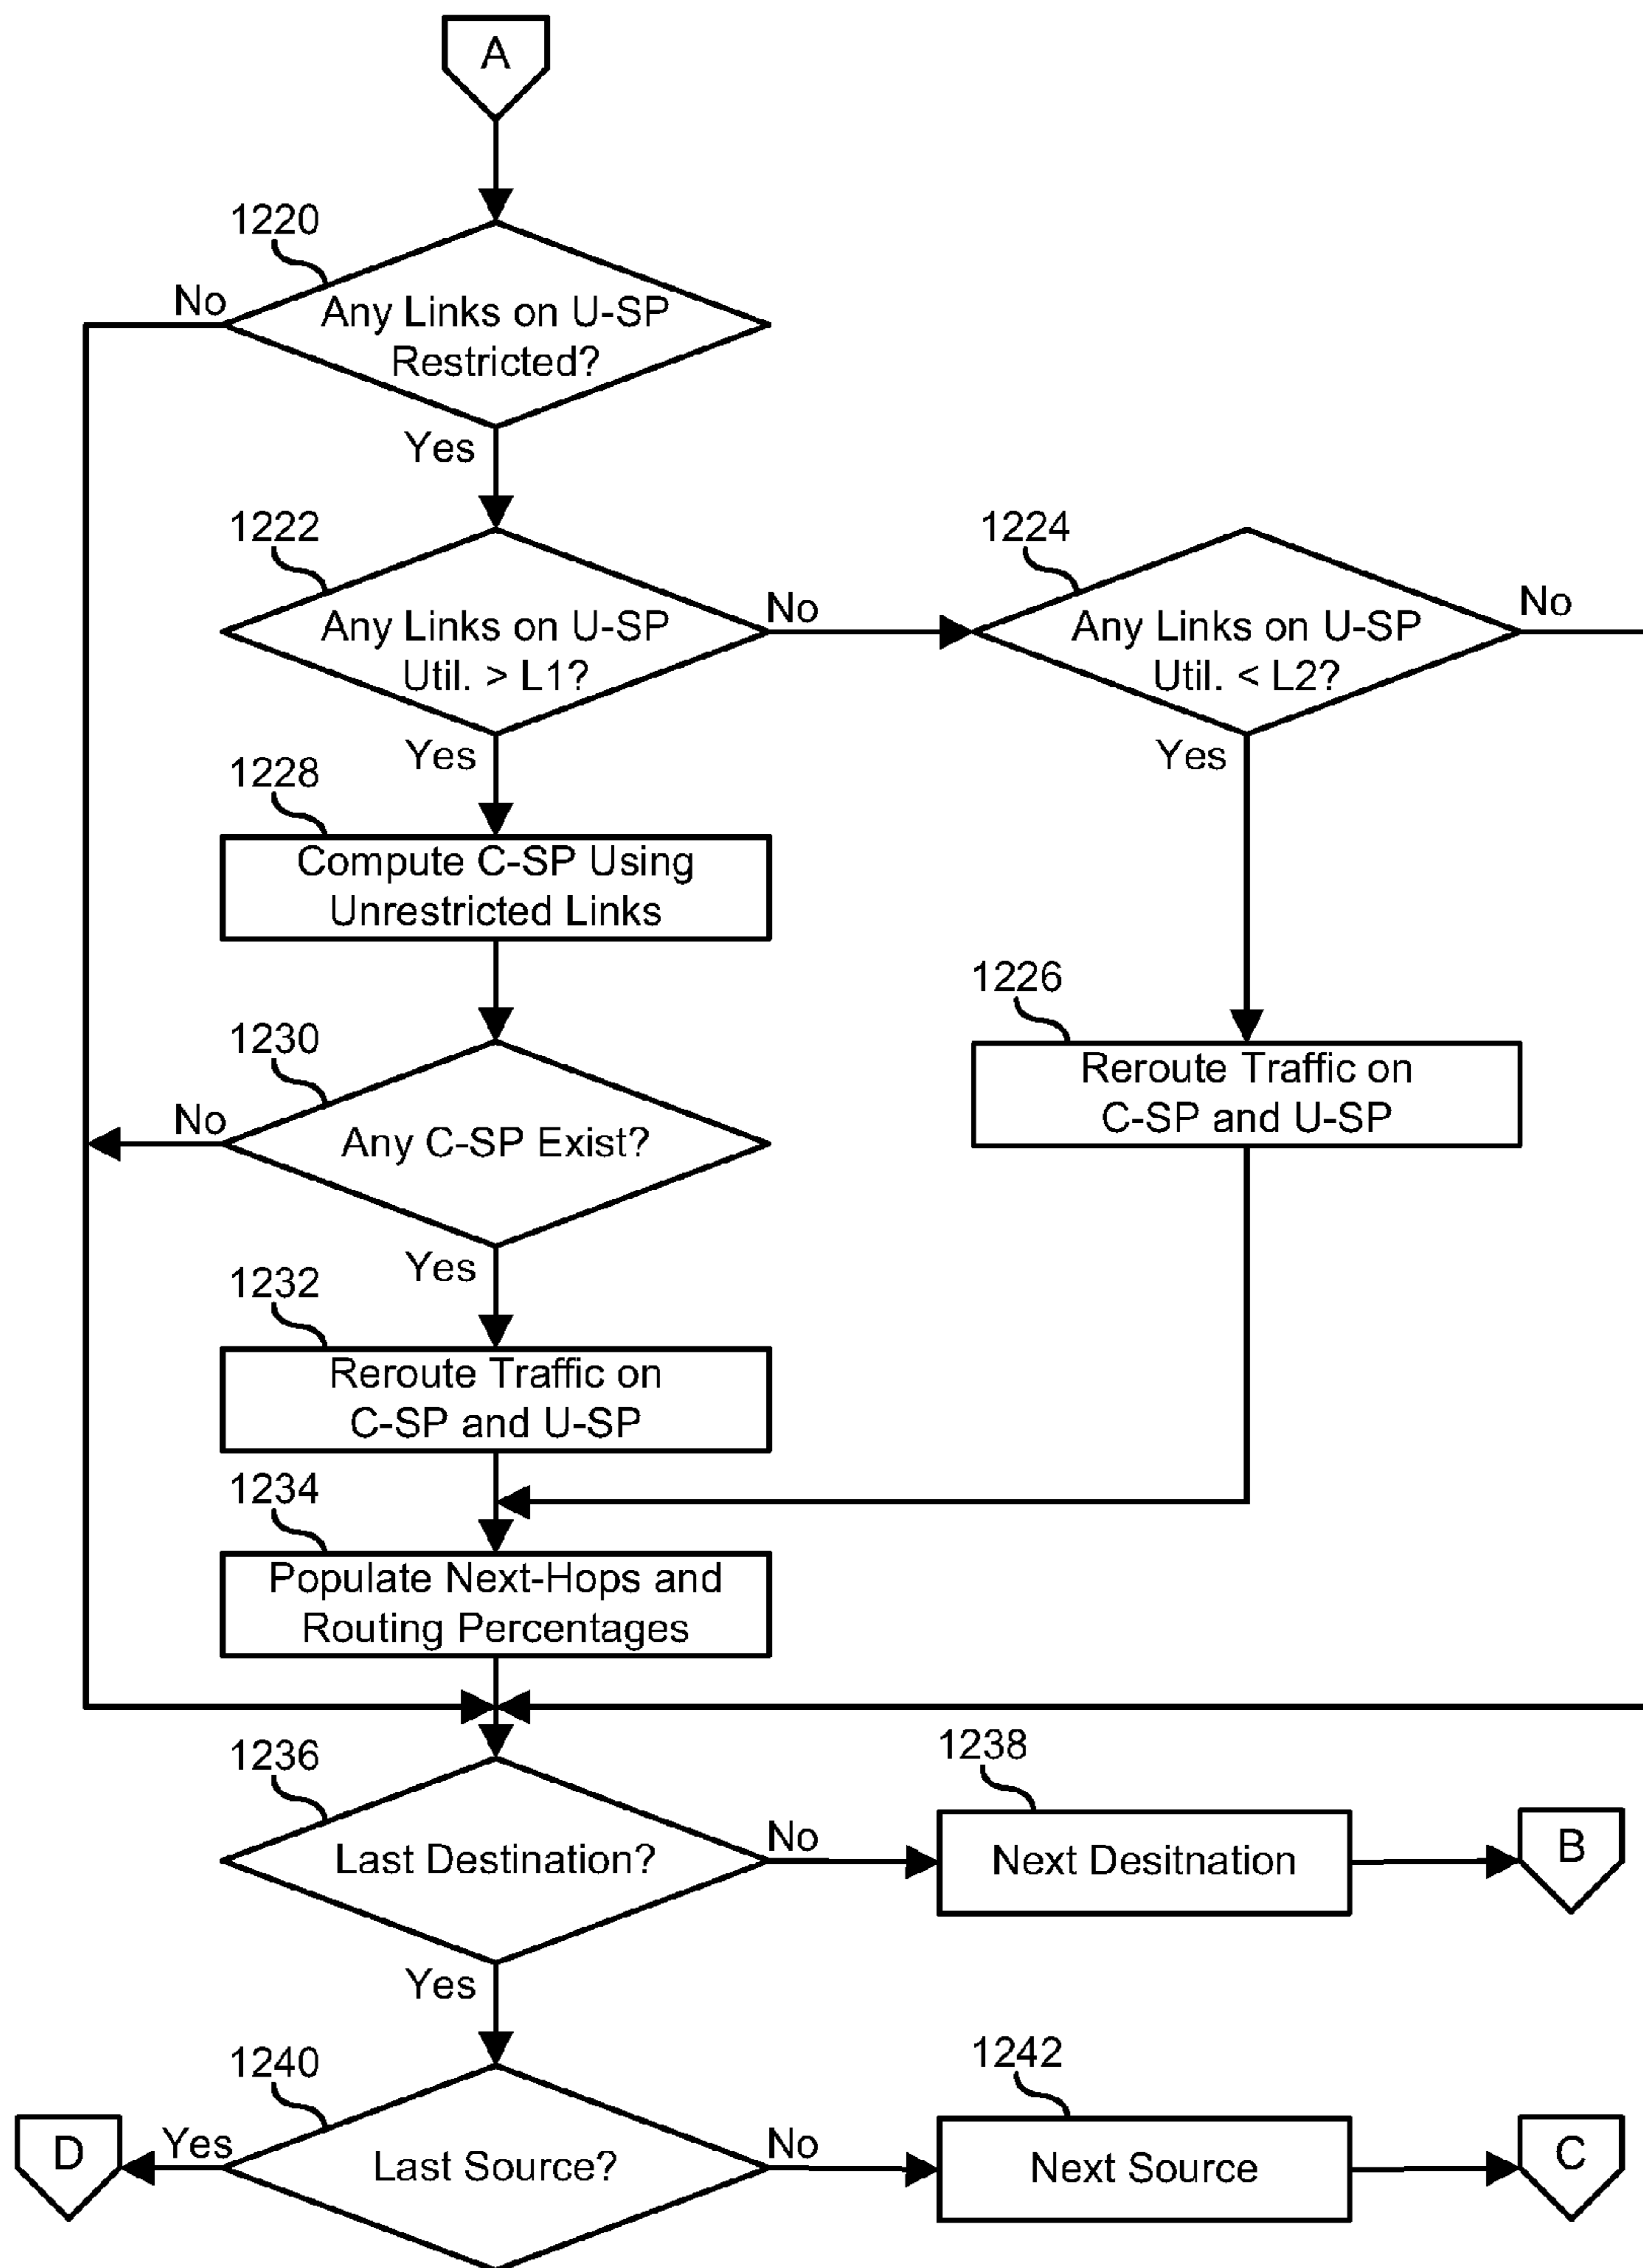 A
1220
No
Any Links on U-SP
Restricted?
Yes
1222
Any Links on U-SP
Util. > L1?
No
1224
Any Links on U-SP
Util. < L2?
No
Yes
Yes
1228
Compute C-SP Using
Unrestricted Links
1226
Reroute Traffic on
C-SP and U-SP
1230
No
Any C-SP Exist?
Yes
1232
Reroute Traffic on
C-SP and U-SP
1234
Populate Next-Hops and
Routing Percentages
1236
Last Destination?
No
1238
Next Desitnation
B
Yes
1240
D
Yes
Last Source?
No
1242
Next Source
C